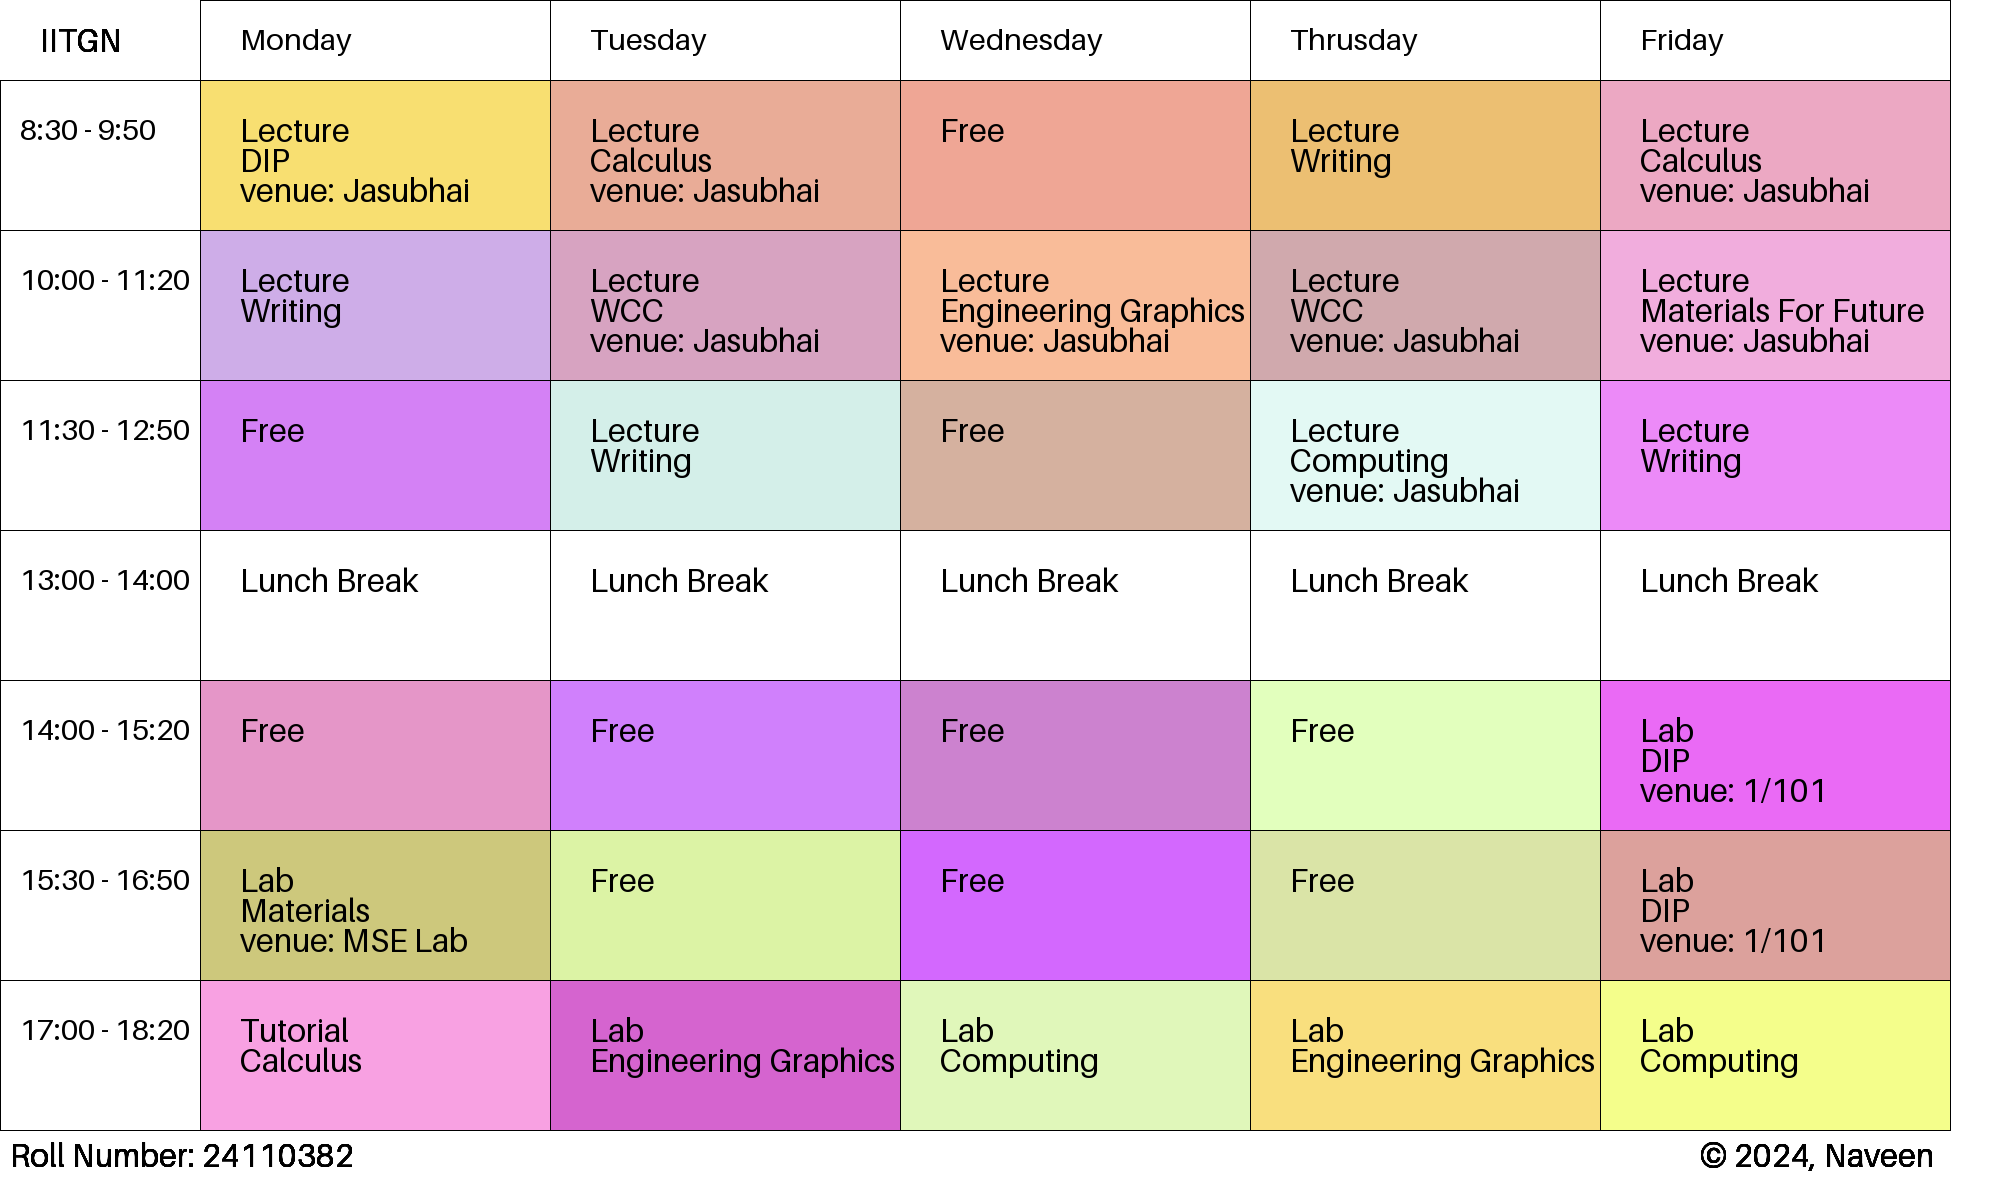 IITGN
Monday
Tuesday
Wednesday
Thrusday
Friday
8:30 - 9:50
Lecture
DIP
venue: Jasubhai
Lecture
Calculus
venue: Jasubhai
Free
Lecture
Writing
Lecture
Calculus
venue: Jasubhai
10:00 - 11:20
Lecture
Writing
Lecture
WCC
venue: Jasubhai
Lecture
Engineering Graphics
venue: Jasubhai
Lecture
WCC
venue: Jasubhai
Lecture
Materials For Future
venue: Jasubhai
11:30 - 12:50
Free
Lecture
Writing
Free
Lecture
Computing
venue: Jasubhai
Lecture
Writing
13:00 - 14:00
Lunch Break
Lunch Break
Lunch Break
Lunch Break
Lunch Break
14:00 - 15:20
Free
Free
Free
Free
Lab
DIP
venue: 1/101
15:30 - 16:50
Lab
Materials
venue: MSE Lab
Free
Free
Free
Lab
DIP
venue: 1/101
17:00 - 18:20
Tutorial
Calculus
Lab
Engineering Graphics
Lab
Computing
Lab
Engineering Graphics
Lab
Computing
Roll Number: 24110382
© 2024, Naveen